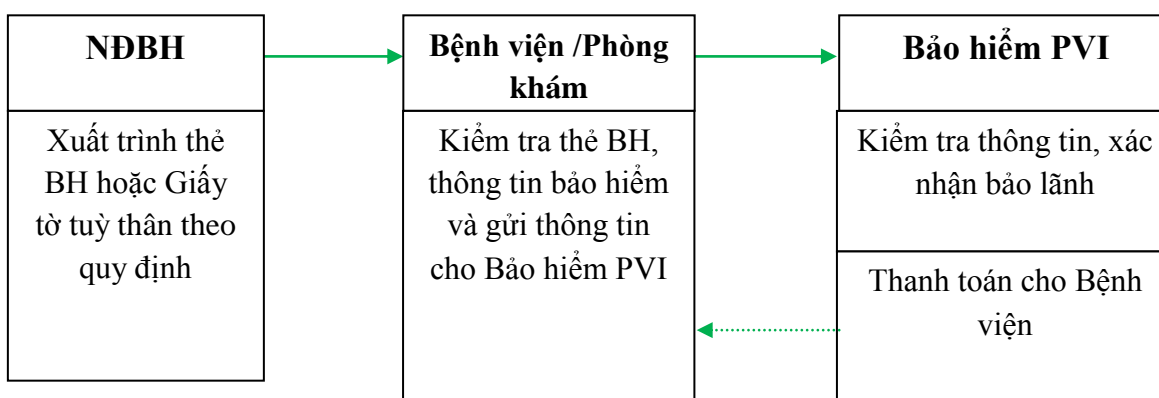 NĐBH
Xuất trình thẻ
BH hoặc Giấy
tờ tuỳ thân theo
quy định
Bệnh viện /Phòng
khám
Kiểm tra thẻ BH,
thông tin bảo hiểm
và gửi thông tin
cho Bảo hiểm PVI
Bảo hiểm PVI
Kiểm tra thông tin, xác
nhận bảo lãnh
Thanh toán cho Bệnh
viện